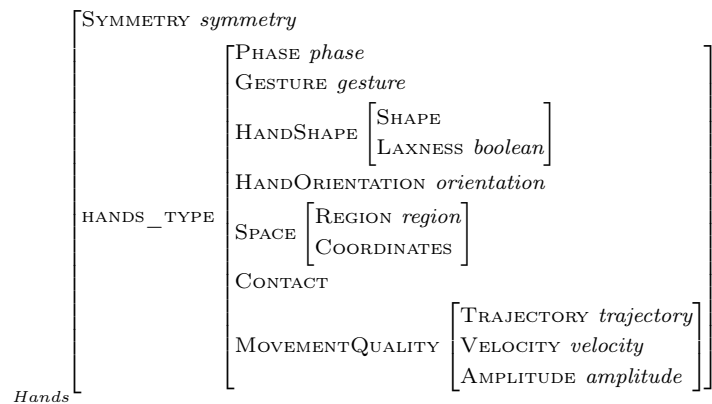 SYMMETRY symmetry
PHASE phase
GESTURE gesture
HANDSHAPE
SHAPE
LAXNESS boolean
HANDORIENTATION orientation
HANDS_TYPE
SPACE
REGION region
COORDINATES
CONTACT
MOVEMENTQUALITY
TRAJECTORY trajectory
VELOCITY velocity
AMPLITUDE amplitude
Hands